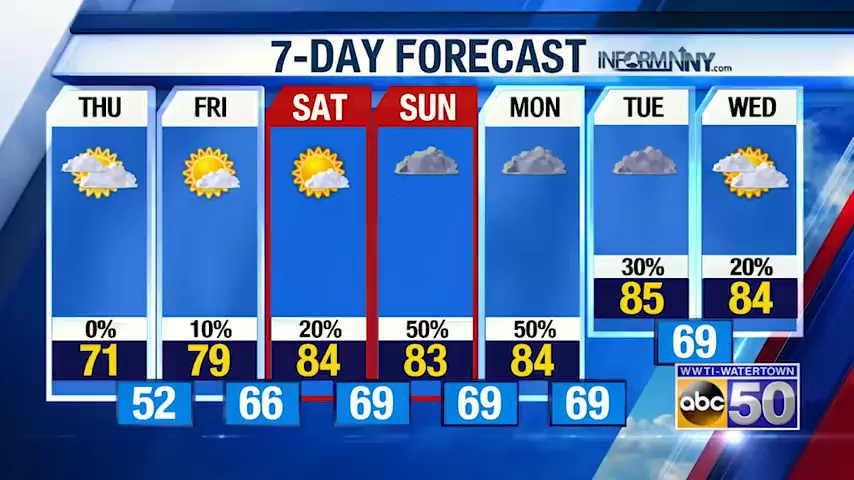 7-DAY FORECAST
INFORMNNY.com
THU FRI SAT SUN MON TUE WED
30% 20%
85 84
0% 10% 20% 50% 50%
71 79 84 83 84
69
52 66 69 69 69
WWTI-WATERTOWN
abc 50